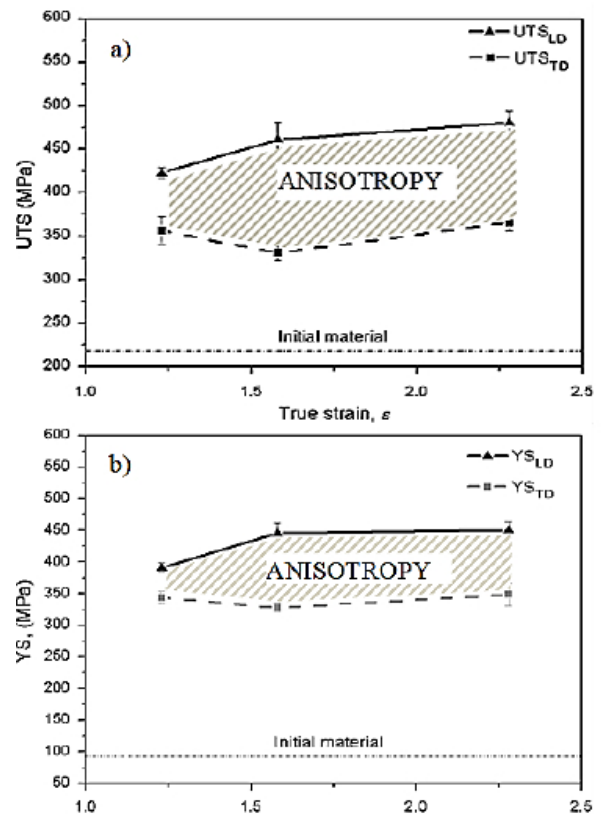 a)
UTS_LD
UTS_TD
600
550
500
450
400
350
300
250
200
UTS (MPa)
ANISOTROPY
Initial material
1.0
1.5
2.0
2.5
True strain, ε
b)
YS_LD
YS_TD
600
550
500
450
400
350
300
250
200
150
100
50
YS, (MPa)
ANISOTROPY
Initial material
1.0
1.5
2.0
2.5